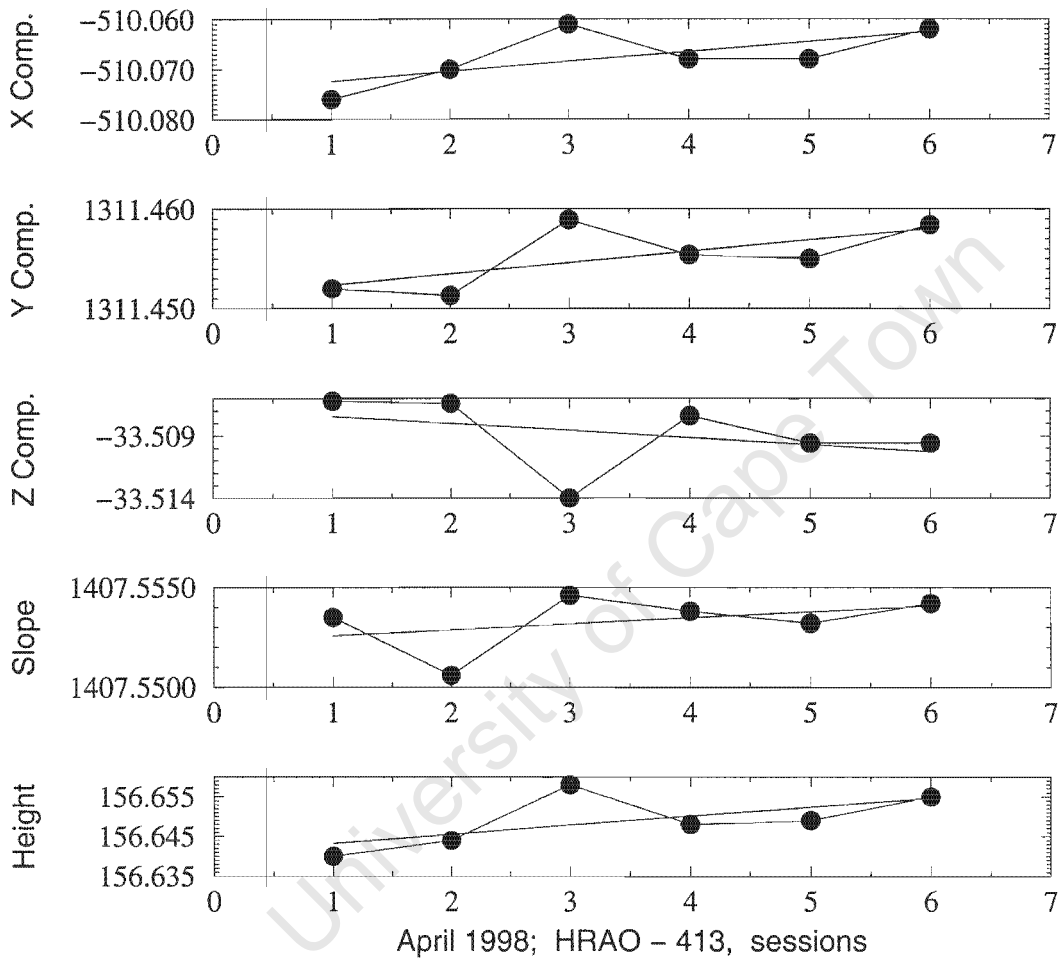 X Comp.
−510.060
−510.070
−510.080
0 1 2 3 4 5 6 7
Y Comp.
1311.460
1311.450
0 1 2 3 4 5 6 7
Z Comp.
−33.509
−33.514
0 1 2 3 4 5 6 7
Slope
1407.5550
1407.5500
0 1 2 3 4 5 6 7
Height
156.655
156.645
156.635
0 1 2 3 4 5 6 7
April 1998; HRAO − 413, sessions
University of Cape Town